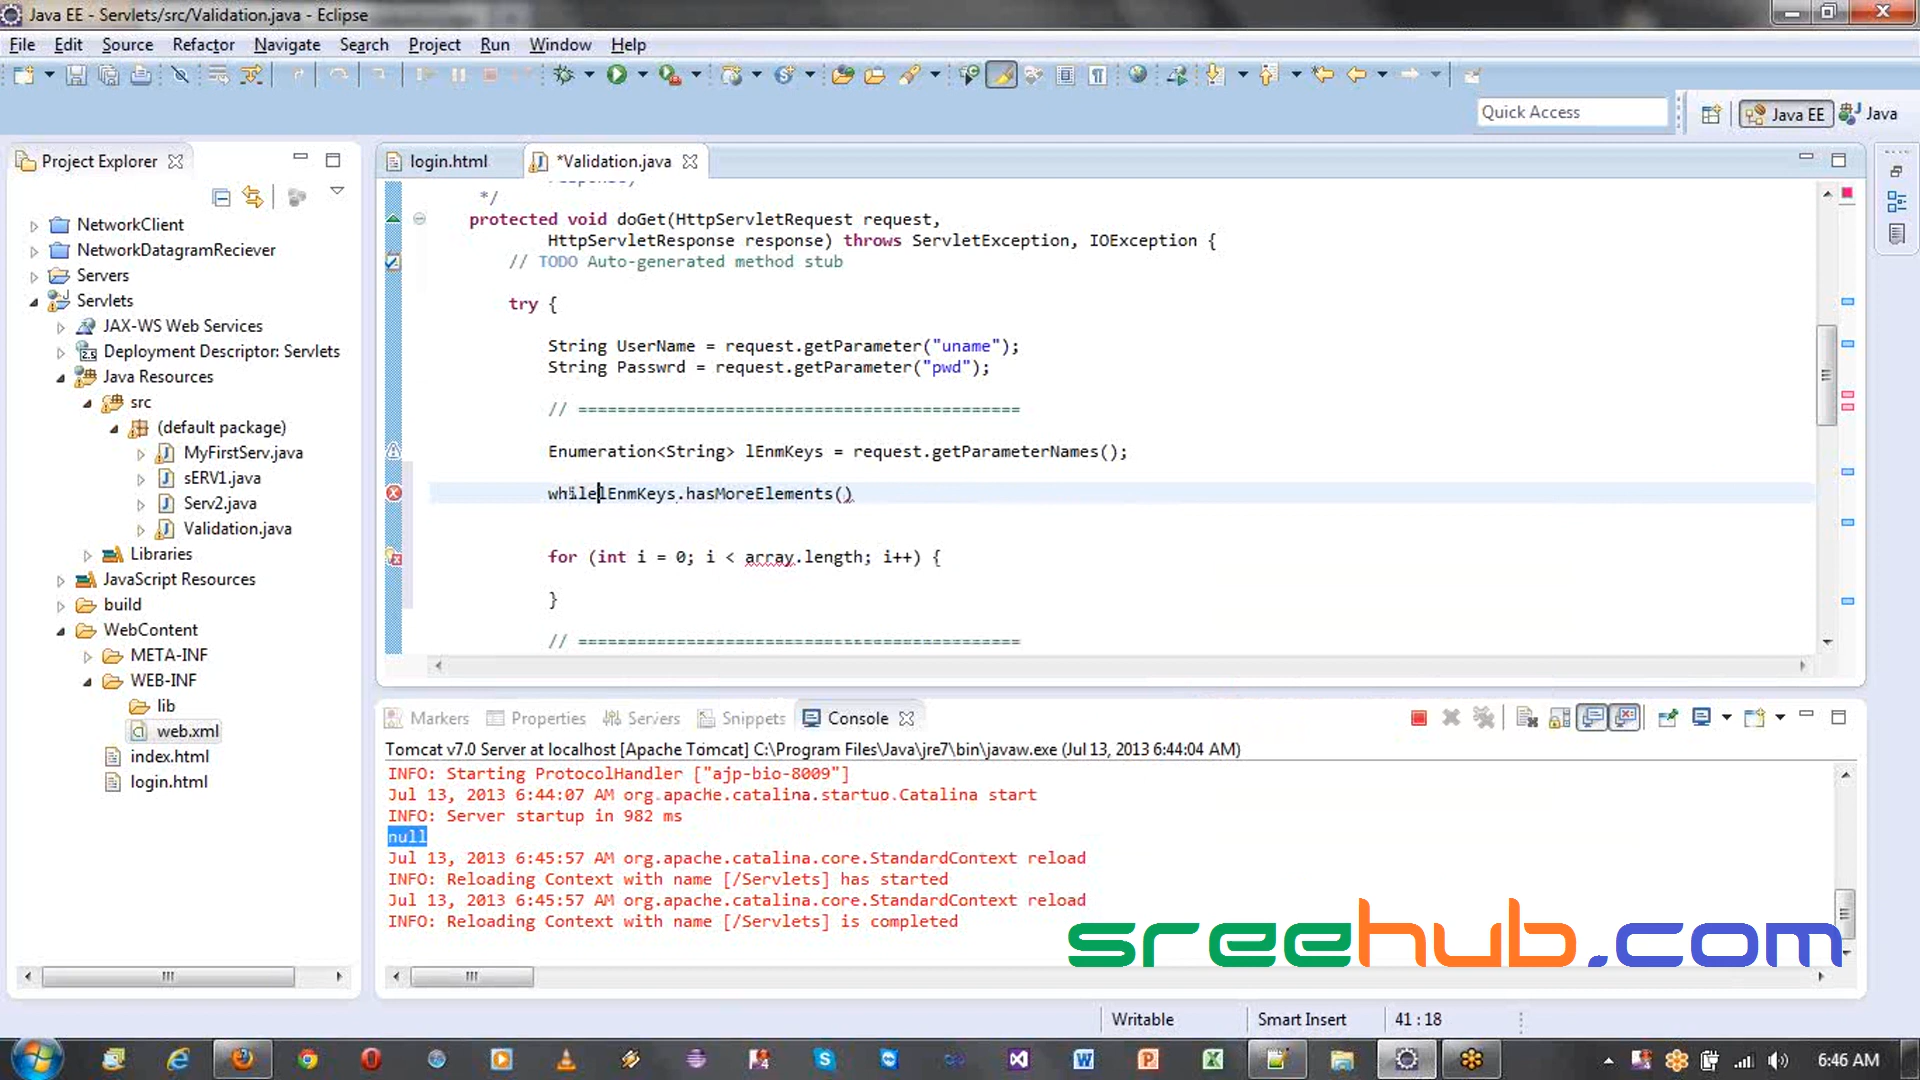 Java EE - Servlets/src/Validation.java - Eclipse
File Edit Source Refactor Navigate Search Project Run Window Help
Quick Access
Java EE
Java
Project Explorer
login.html
*Validation.java
NetworkClient
NetworkDatagramReciever
Servers
Servlets
JAX-WS Web Services
Deployment Descriptor: Servlets
Java Resources
src
(default package)
MyFirstServ.java
sERV1.java
Serv2.java
Validation.java
Libraries
JavaScript Resources
build
WebContent
META-INF
WEB-INF
lib
web.xml
index.html
login.html
*/
protected void doGet(HttpServletRequest request,
HttpServletResponse response) throws ServletException, IOException {
// TODO Auto-generated method stub
try {
String UserName = request.getParameter("uname");
String Passwrd = request.getParameter("pwd");
// =============================================
Enumeration<String> lEnmKeys = request.getParameterNames();
whilelEnmKeys.hasMoreElements()
for (int i = 0; i < array.length; i++) {
}
// =============================================
Markers Properties Servers Snippets Console
Tomcat v7.0 Server at localhost [Apache Tomcat] C:\Program Files\Java\jre7\bin\javaw.exe (Jul 13, 2013 6:44:04 AM)
INFO: Starting ProtocolHandler ["ajp-bio-8009"]
Jul 13, 2013 6:44:07 AM org.apache.catalina.startup.Catalina start
INFO: Server startup in 982 ms
null
Jul 13, 2013 6:45:57 AM org.apache.catalina.core.StandardContext reload
INFO: Reloading Context with name [/Servlets] has started
Jul 13, 2013 6:45:57 AM org.apache.catalina.core.StandardContext reload
INFO: Reloading Context with name [/Servlets] is completed
sreehub.com
Writable
Smart Insert
41 : 18
6:46 AM